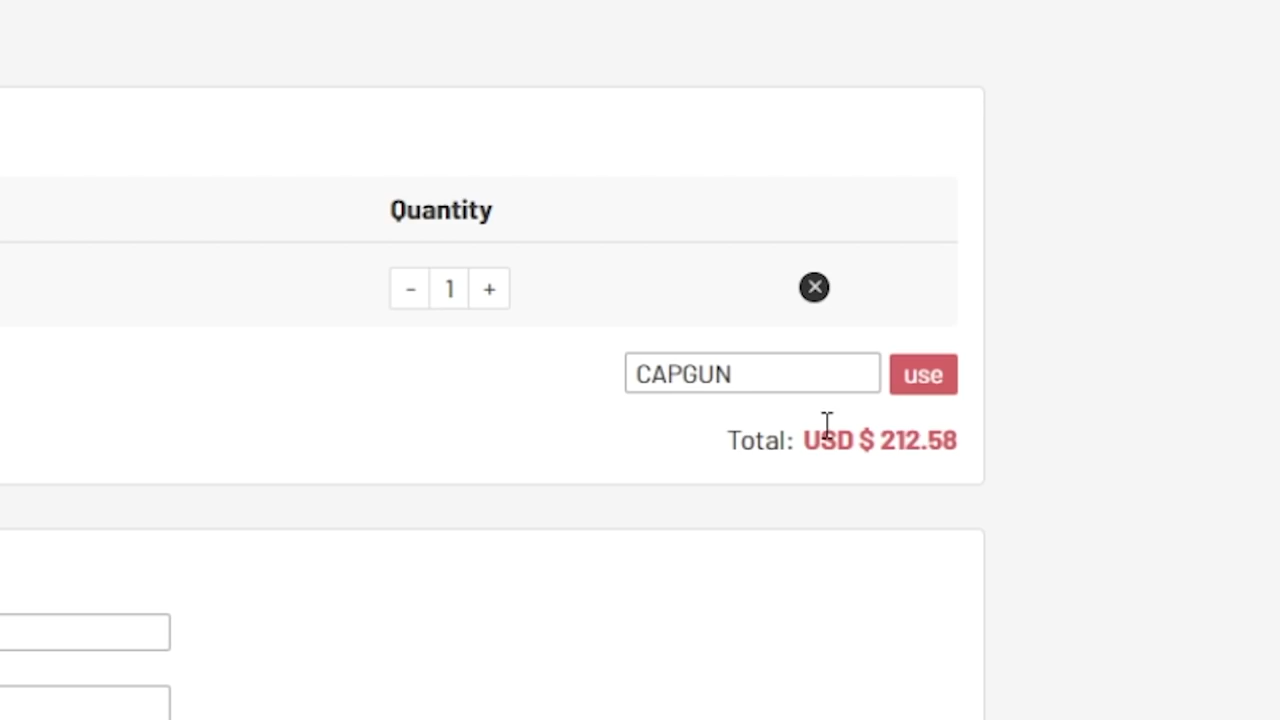 Quantity
- 1 +
CAPGUN use
Total: USD $ 212.58